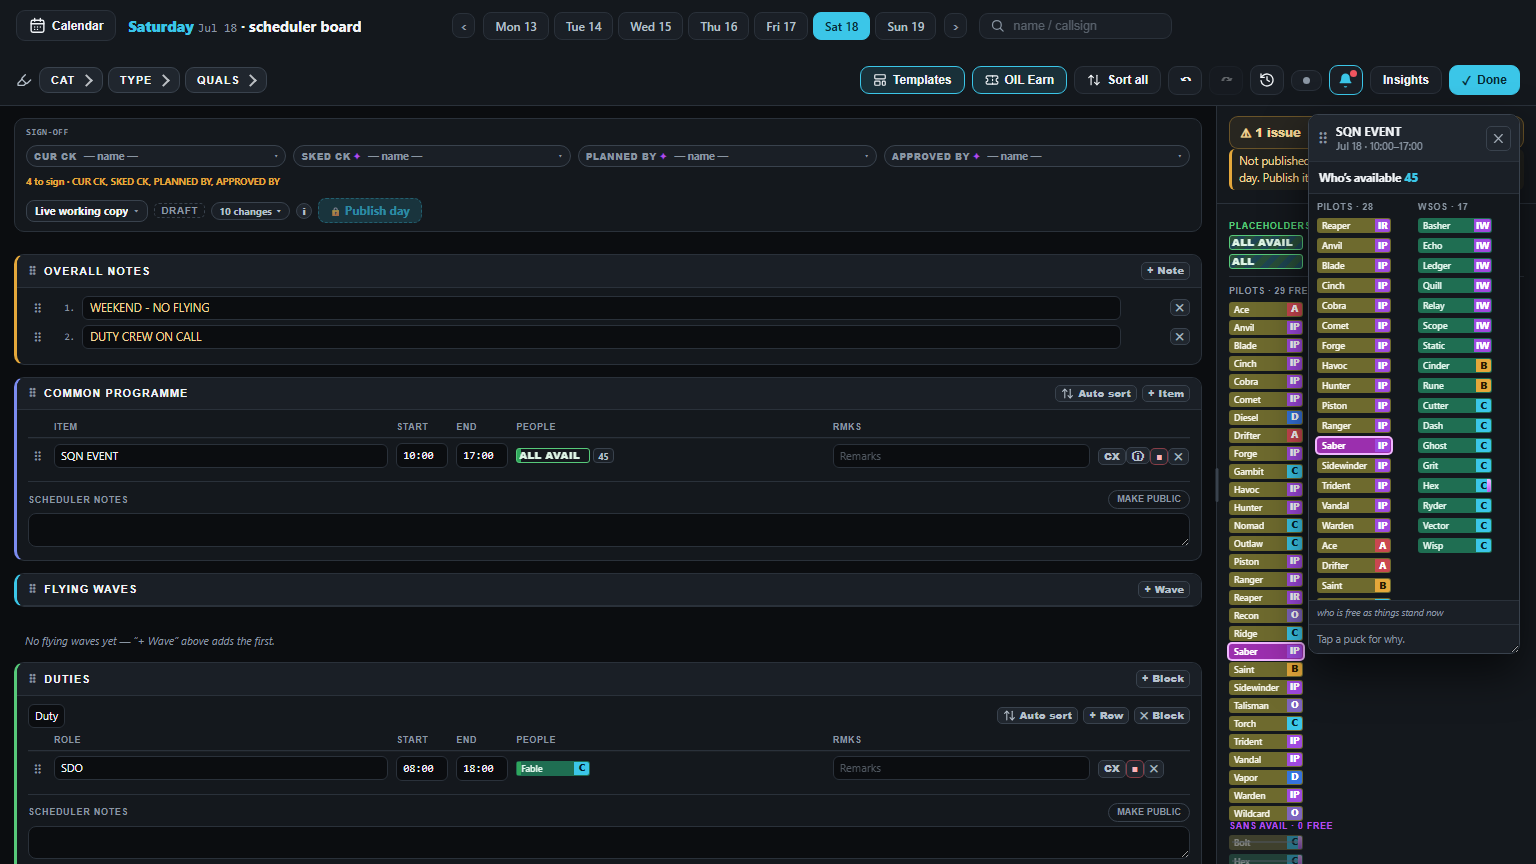 Calendar
Saturday Jul 18 · scheduler board
Mon 13
Tue 14
Wed 15
Thu 16
Fri 17
Sat 18
Sun 19
name / callsign
CAT
TYPE
QUALS
Templates
OIL Earn
Sort all
Insights
✓ Done
SIGN-OFF
CUR CK — name —
SKED CK ✦ — name —
PLANNED BY ✦ — name —
APPROVED BY ✦ — name —
4 to sign · CUR CK, SKED CK, PLANNED BY, APPROVED BY
Live working copy
DRAFT
10 changes
i
Publish day
OVERALL NOTES
+ Note
1. WEEKEND - NO FLYING
2. DUTY CREW ON CALL
COMMON PROGRAMME
Auto sort
+ Item
ITEM START END PEOPLE RMKS
SQN EVENT 10:00 17:00 ALL AVAIL 45 Remarks CX
SCHEDULER NOTES
MAKE PUBLIC
FLYING WAVES
+ Wave
No flying waves yet — "+ Wave" above adds the first.
DUTIES
+ Block
Duty
Auto sort
+ Row
✕ Block
ROLE START END PEOPLE RMKS
SDO 08:00 18:00 Fable C Remarks CX
SCHEDULER NOTES
MAKE PUBLIC
⚠ 1 issue
Not published
day. Publish it
PLACEHOLDERS
ALL AVAIL
ALL
PILOTS · 29 FREE
Ace A
Anvil IP
Blade IP
Cinch IP
Cobra IP
Comet IP
Diesel D
Drifter A
Forge IP
Gambit C
Havoc IP
Hunter IP
Nomad C
Outlaw C
Piston IP
Ranger IP
Reaper IR
Recon O
Ridge C
Saber IP
Saint B
Sidewinder IP
Talisman O
Torch C
Trident IP
Vandal IP
Vapor D
Warden IP
Wildcard O
SANS AVAIL · 0 FREE
Bolt C
Hex C
SQN EVENT
Jul 18 · 10:00–17:00
Who's available 45
PILOTS · 28
Reaper IR
Anvil IP
Blade IP
Cinch IP
Cobra IP
Comet IP
Forge IP
Havoc IP
Hunter IP
Piston IP
Ranger IP
Saber IP
Sidewinder IP
Trident IP
Vandal IP
Warden IP
Ace A
Drifter A
Saint B
WSOS · 17
Basher IW
Echo IW
Ledger IW
Quill IW
Relay IW
Scope IW
Static IW
Cinder B
Rune B
Cutter C
Dash C
Ghost C
Grit C
Hex C
Ryder C
Vector C
Wisp C
who is free as things stand now
Tap a puck for why.